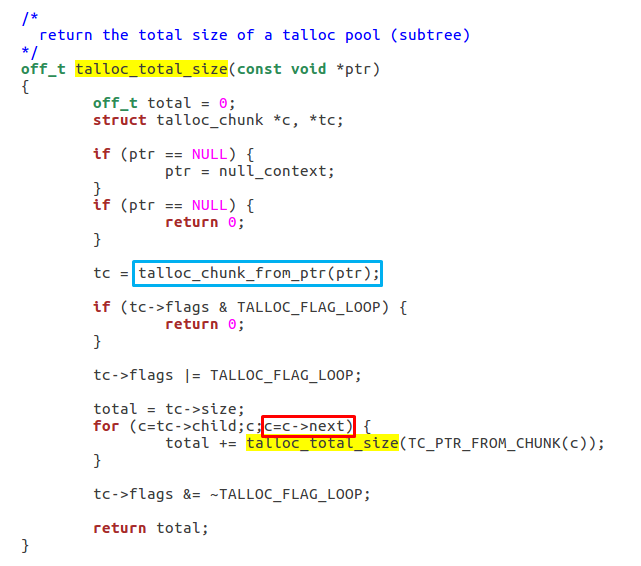 /*
  return the total size of a talloc pool (subtree)
*/
off_t talloc_total_size(const void *ptr)
{
        off_t total = 0;
        struct talloc_chunk *c, *tc;

        if (ptr == NULL) {
                ptr = null_context;
        }
        if (ptr == NULL) {
                return 0;
        }

        tc = talloc_chunk_from_ptr(ptr);

        if (tc->flags & TALLOC_FLAG_LOOP) {
                return 0;
        }

        tc->flags |= TALLOC_FLAG_LOOP;

        total = tc->size;
        for (c=tc->child;c;c=c->next) {
                total += talloc_total_size(TC_PTR_FROM_CHUNK(c));
        }

        tc->flags &= ~TALLOC_FLAG_LOOP;

        return total;
}